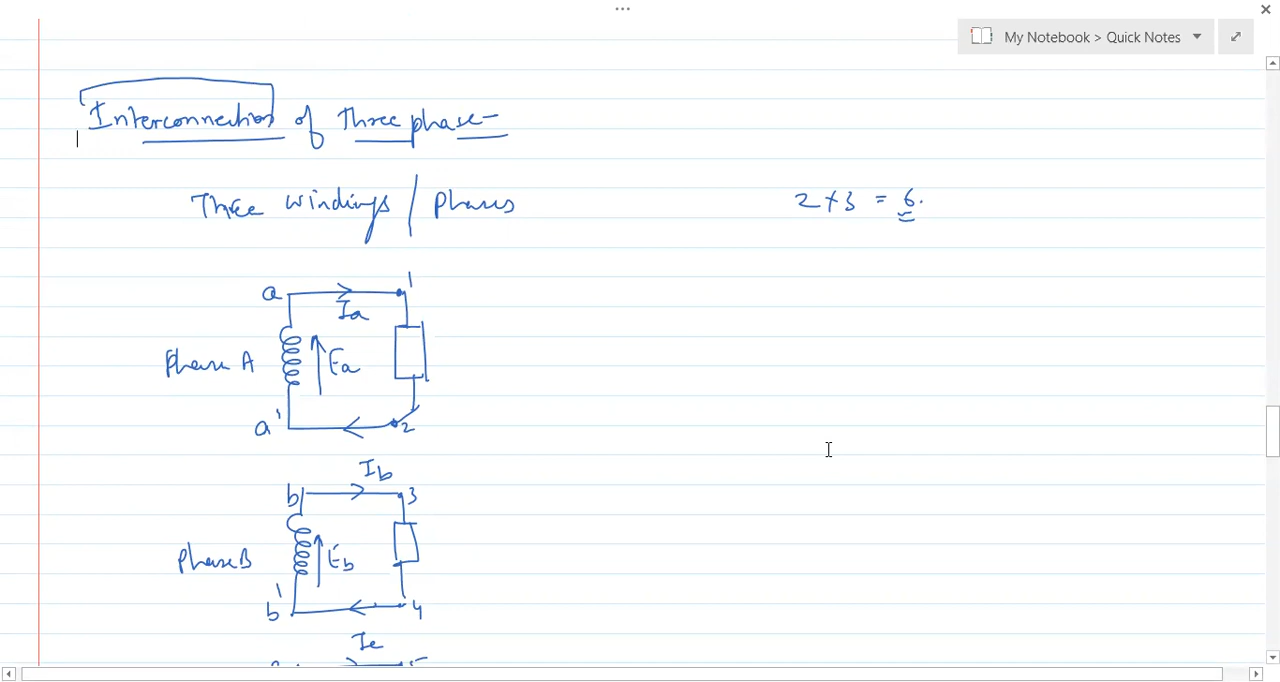 My Notebook > Quick Notes
Interconnection of Three phase-
Three windings / Phases
2 + 3 = 6.
a
1
Ia
Phase A
Ea
a'
2
Ib
b
3
Phase B
Eb
b'
4
Ic